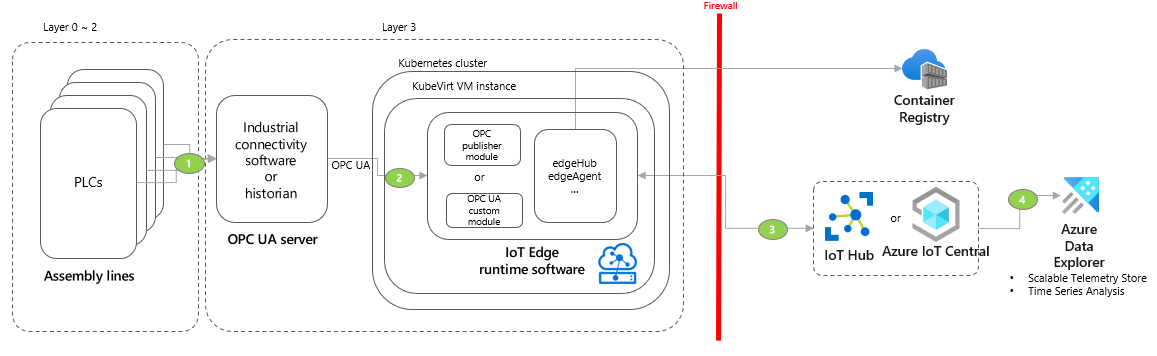 Firewall
Layer 0 ~ 2
Layer 3
Kubernetes cluster
KubeVirt VM instance
Container
Registry
Industrial
connectivity
software
or
historian
OPC
publisher
module
or
OPC UA
custom
module
edgeHub
edgeAgent
...
1
OPC UA
2
PLCs
OPC UA server
Assembly lines
IoT Edge
runtime software
3
IoT Hub
or
Azure IoT Central
4
Azure
Data
Explorer
• Scalable Telemetry Store
• Time Series Analysis